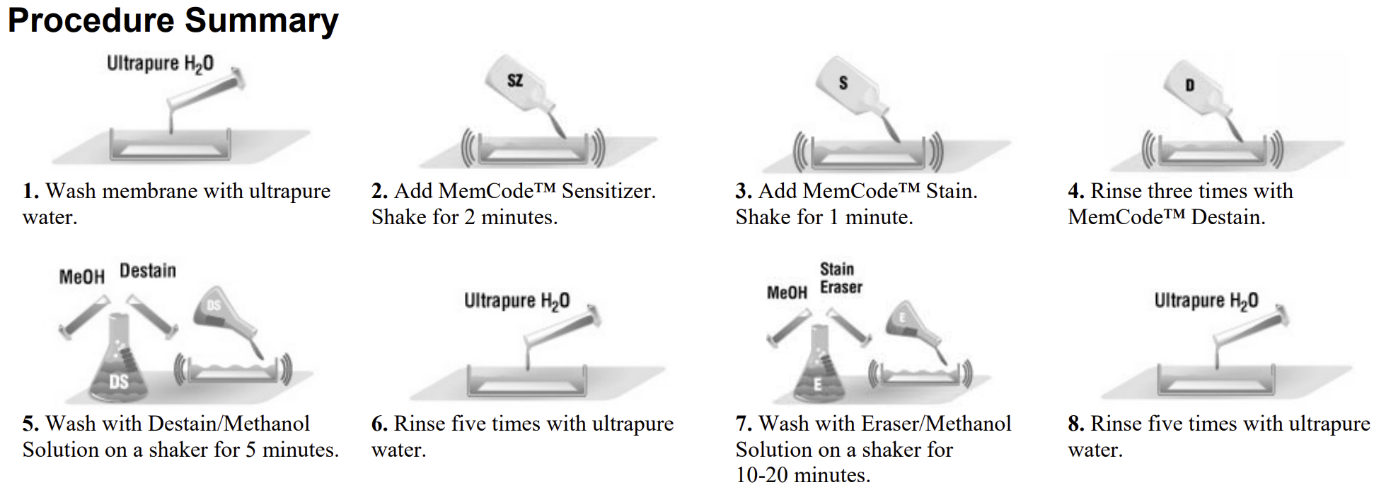 Procedure Summary
Ultrapure H₂O
SZ
S
D
1. Wash membrane with ultrapure
water.
2. Add MemCode™ Sensitizer.
Shake for 2 minutes.
3. Add MemCode™ Stain.
Shake for 1 minute.
4. Rinse three times with
MemCode™ Destain.
MeOH
Destain
DS
DS
5. Wash with Destain/Methanol
Solution on a shaker for 5 minutes.
Ultrapure H₂O
6. Rinse five times with ultrapure
water.
MeOH
Stain
Eraser
E
E
7. Wash with Eraser/Methanol
Solution on a shaker for
10-20 minutes.
Ultrapure H₂O
8. Rinse five times with ultrapure
water.